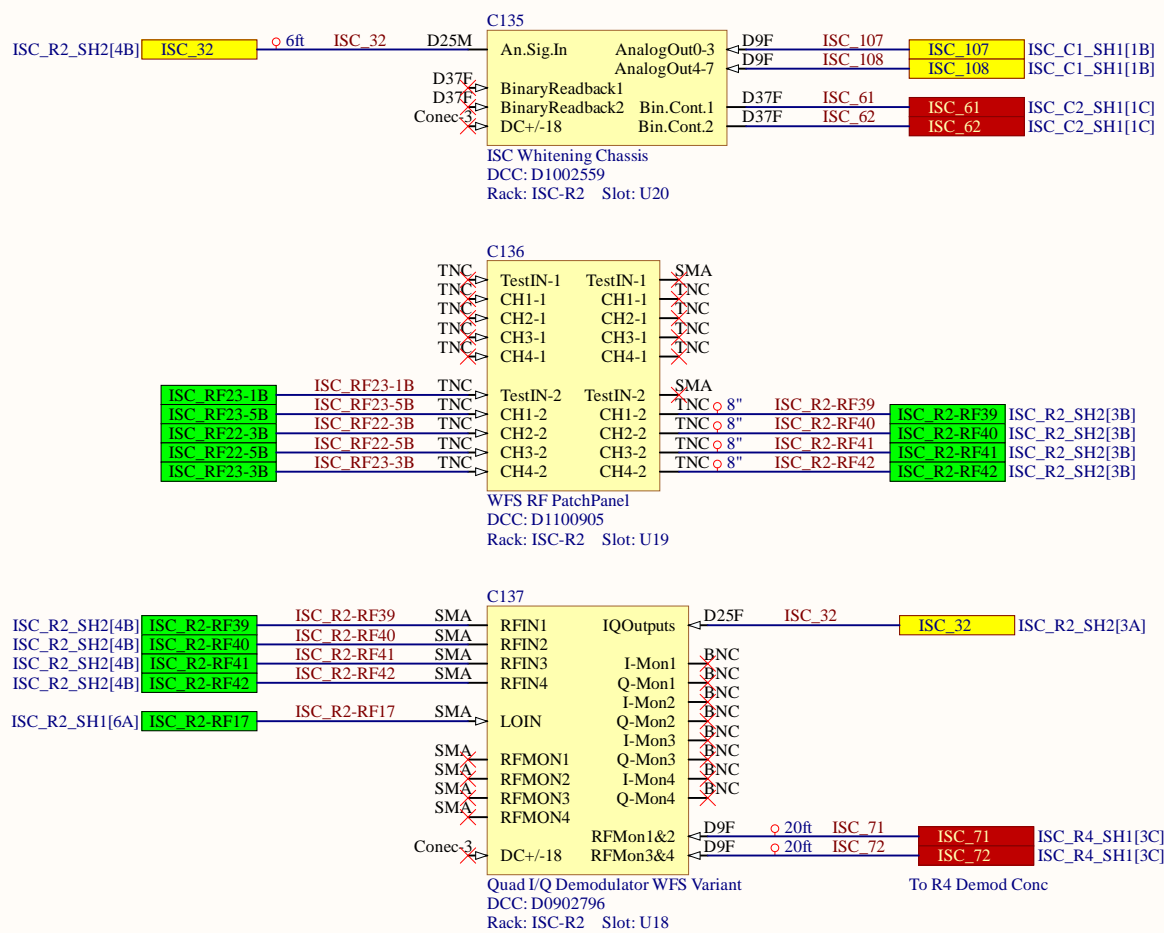 C135
ISC_R2_SH2[4B] ISC_32 6ft ISC_32 D25M An.Sig.In AnalogOut0-3 D9F ISC_107 ISC_107 ISC_C1_SH1[1B]
AnalogOut4-7 D9F ISC_108 ISC_108 ISC_C1_SH1[1B]
D37F BinaryReadback1
D37F BinaryReadback2 Bin.Cont.1 D37F ISC_61 ISC_61 ISC_C2_SH1[1C]
Conec-3 DC+/-18 Bin.Cont.2 D37F ISC_62 ISC_62 ISC_C2_SH1[1C]
ISC Whitening Chassis
DCC: D1002559
Rack: ISC-R2 Slot: U20
C136
TNC TestIN-1 TestIN-1 SMA
TNC CH1-1 CH1-1 TNC
TNC CH2-1 CH2-1 TNC
TNC CH3-1 CH3-1 TNC
TNC CH4-1 CH4-1 TNC
ISC_RF23-1B ISC_RF23-1B TNC TestIN-2 TestIN-2 SMA
ISC_RF23-5B ISC_RF23-5B TNC CH1-2 CH1-2 TNC 8" ISC_R2-RF39 ISC_R2-RF39 ISC_R2_SH2[3B]
ISC_RF22-3B ISC_RF22-3B TNC CH2-2 CH2-2 TNC 8" ISC_R2-RF40 ISC_R2-RF40 ISC_R2_SH2[3B]
ISC_RF22-5B ISC_RF22-5B TNC CH3-2 CH3-2 TNC 8" ISC_R2-RF41 ISC_R2-RF41 ISC_R2_SH2[3B]
ISC_RF23-3B ISC_RF23-3B TNC CH4-2 CH4-2 TNC 8" ISC_R2-RF42 ISC_R2-RF42 ISC_R2_SH2[3B]
WFS RF PatchPanel
DCC: D1100905
Rack: ISC-R2 Slot: U19
C137
ISC_R2_SH2[4B] ISC_R2-RF39 ISC_R2-RF39 SMA RFIN1 IQOutputs D25F ISC_32 ISC_32 ISC_R2_SH2[3A]
ISC_R2_SH2[4B] ISC_R2-RF40 ISC_R2-RF40 SMA RFIN2
ISC_R2_SH2[4B] ISC_R2-RF41 ISC_R2-RF41 SMA RFIN3 I-Mon1 BNC
ISC_R2_SH2[4B] ISC_R2-RF42 ISC_R2-RF42 SMA RFIN4 Q-Mon1 BNC
I-Mon2 BNC
ISC_R2_SH1[6A] ISC_R2-RF17 ISC_R2-RF17 SMA LOIN Q-Mon2 BNC
I-Mon3 BNC
SMA RFMON1 Q-Mon3 BNC
SMA RFMON2 I-Mon4 BNC
SMA RFMON3 Q-Mon4 BNC
SMA RFMON4
RFMon1&2 D9F 20ft ISC_71 ISC_71 ISC_R4_SH1[3C]
Conec-3 DC+/-18 RFMon3&4 D9F 20ft ISC_72 ISC_72 ISC_R4_SH1[3C]
Quad I/Q Demodulator WFS Variant To R4 Demod Conc
DCC: D0902796
Rack: ISC-R2 Slot: U18